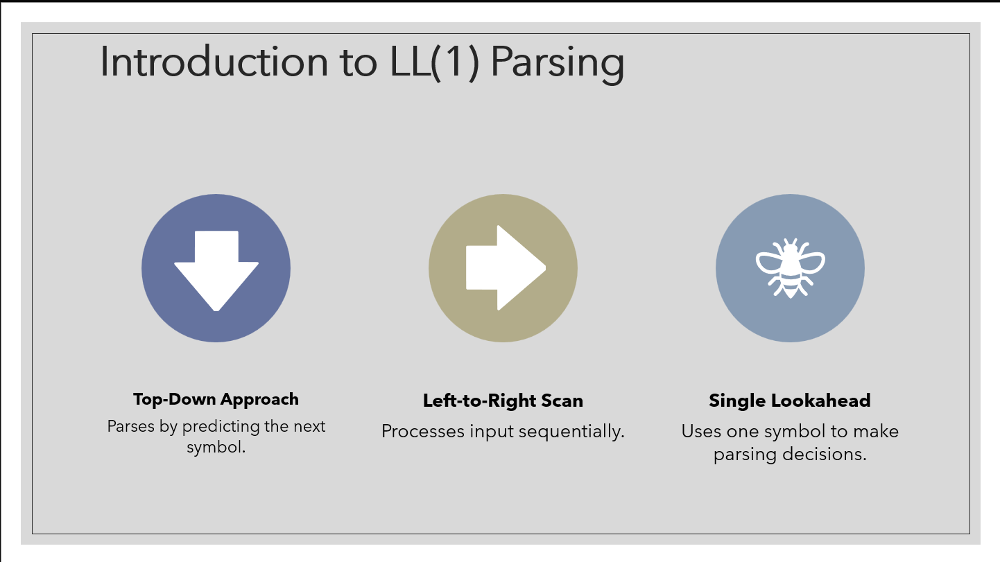 Introduction to LL(1) Parsing
Top-Down Approach
Parses by predicting the next
symbol.
Left-to-Right Scan
Processes input sequentially.
Single Lookahead
Uses one symbol to make
parsing decisions.